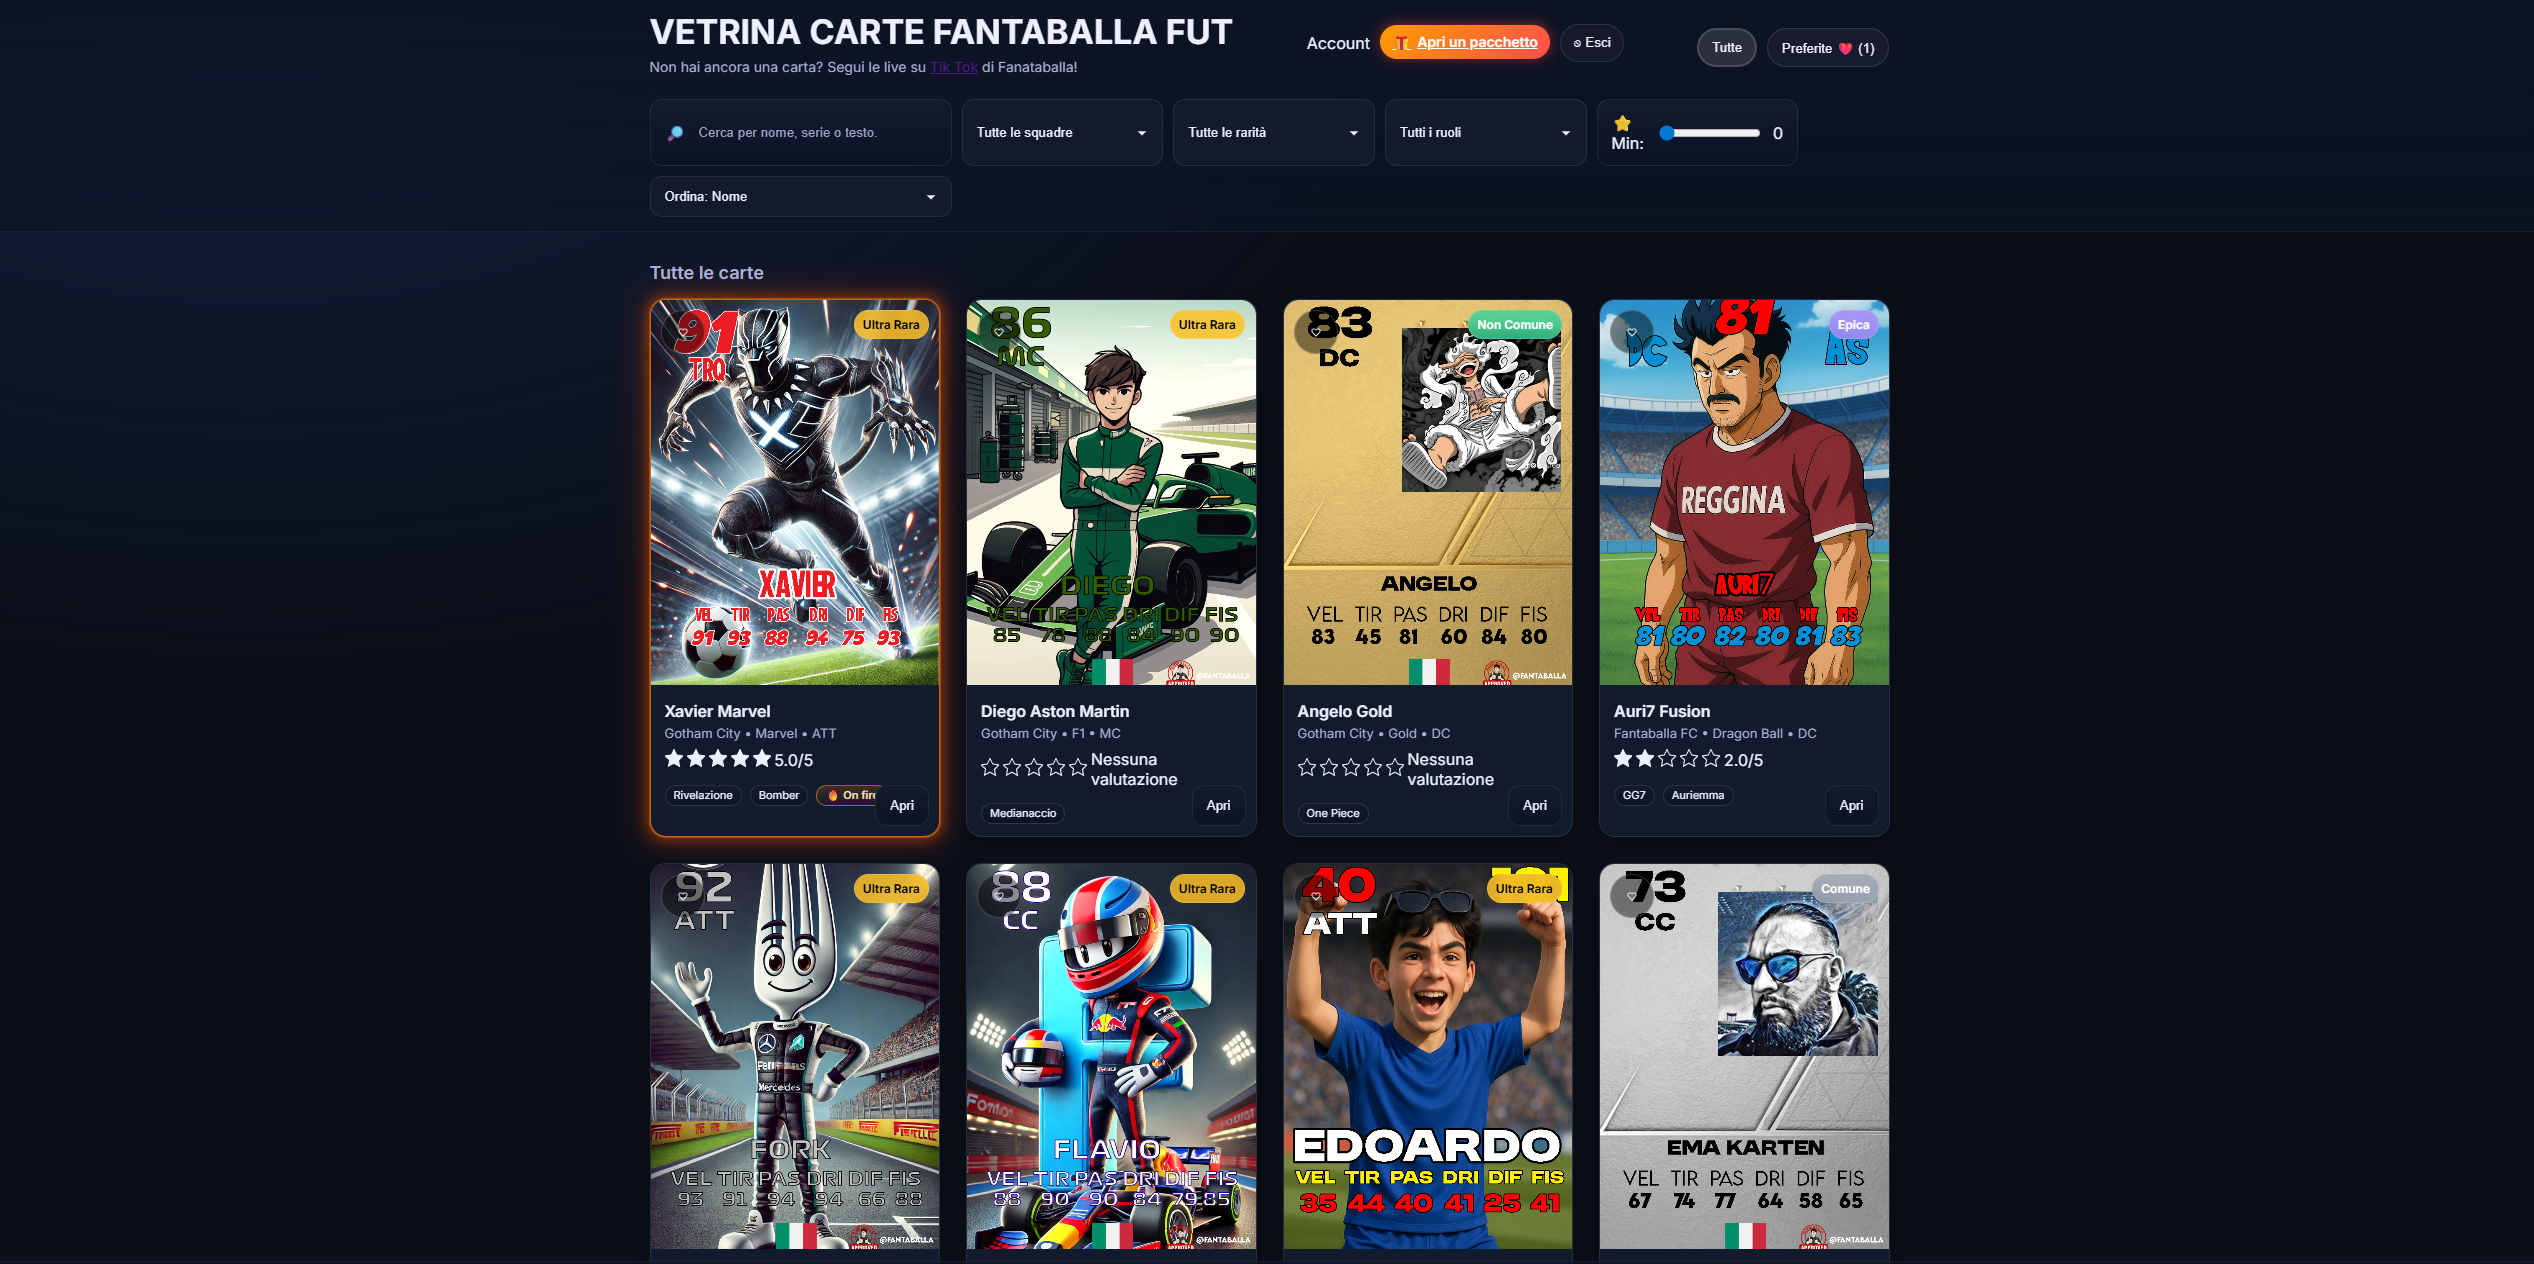 VETRINA CARTE FANTABALLA FUT
Non hai ancora una carta? Segui le live su Tik Tok di Fanataballa!
Account
Apri un pacchetto
Esci
Tutte
Preferite (1)
Cerca per nome, serie o testo.
Tutte le squadre
Tutte le rarità
Tutti i ruoli
Min:
0
Ordina: Nome
Tutte le carte
91
TRQ
Ultra Rara
X
XAVIER
VEL TIR PAS DRI DIF FIS
91 93 88 94 75 93
Xavier Marvel
Gotham City • Marvel • ATT
5.0/5
Rivelazione
Bomber
On fire
Apri
86
MC
Ultra Rara
DIEGO
VEL TIR PAS DRI DIF FIS
85 78 88 84 90 90
APPROVED
@FANTABALLA
Diego Aston Martin
Gotham City • F1 • MC
Nessuna
valutazione
Medianaccio
Apri
83
DC
Non Comune
ANGELO
VEL TIR PAS DRI DIF FIS
83 45 81 60 84 80
APPROVED
@FANTABALLA
Angelo Gold
Gotham City • Gold • DC
Nessuna
valutazione
One Piece
Apri
81
DC
AS
Epica
REGGINA
AURI7
VEL TIR PAS DRI DIF FIS
81 80 82 80 81 83
Auri7 Fusion
Fantaballa FC • Dragon Ball • DC
2.0/5
GG7
Auriemma
Apri
92
ATT
Ultra Rara
Mercedes
FORK
VEL TIR PAS DRI DIF FIS
93 91 94 94 66 88
@FANTABALLA
88
CC
Ultra Rara
FLAVIO
VEL TIR PAS DRI DIF FIS
88 90 90 84 79 85
@FANTABALLA
40
ATT
Ultra Rara
EDOARDO
VEL TIR PAS DRI DIF FIS
35 44 40 41 25 41
73
CC
Comune
EMA KARTEN
VEL TIR PAS DRI DIF FIS
67 74 77 64 58 65
@FANTABALLA